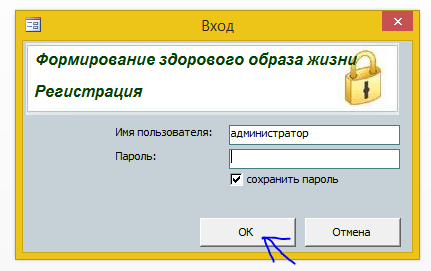 Вход
Формирование здорового образа жизни
Регистрация
Имя пользователя: администратор
Пароль:
сохранить пароль
ОК Отмена